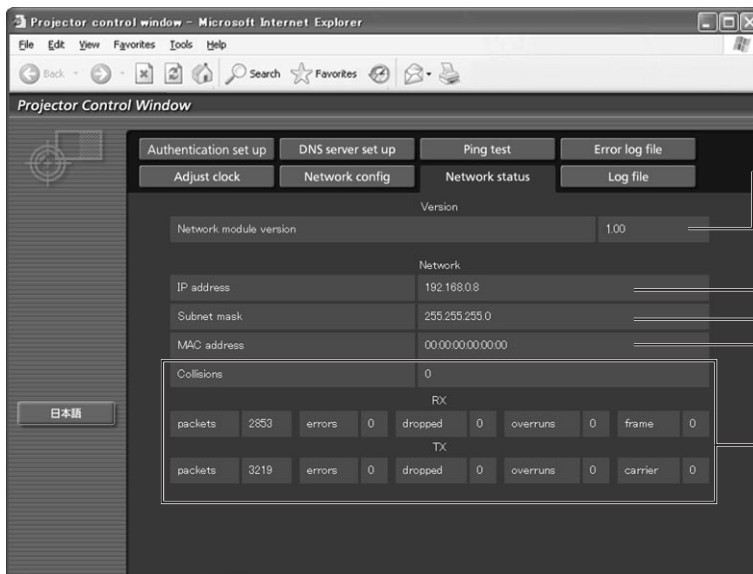 Projector control window - Microsoft Internet Explorer
File Edit View Favorites Tools Help
Back Search Favorites
Projector Control Window
Authentication set up DNS server set up Ping test Error log file
Adjust clock Network config Network status Log file
Version
Network module version 1.00
Network
IP address 192.168.0.8
Subnet mask 255.255.255.0
MAC address 00:00:00:00:00:00
Collisions 0
RX
packets 2853 errors 0 dropped 0 overruns 0 frame 0
TX
packets 3219 errors 0 dropped 0 overruns 0 carrier 0
日本語